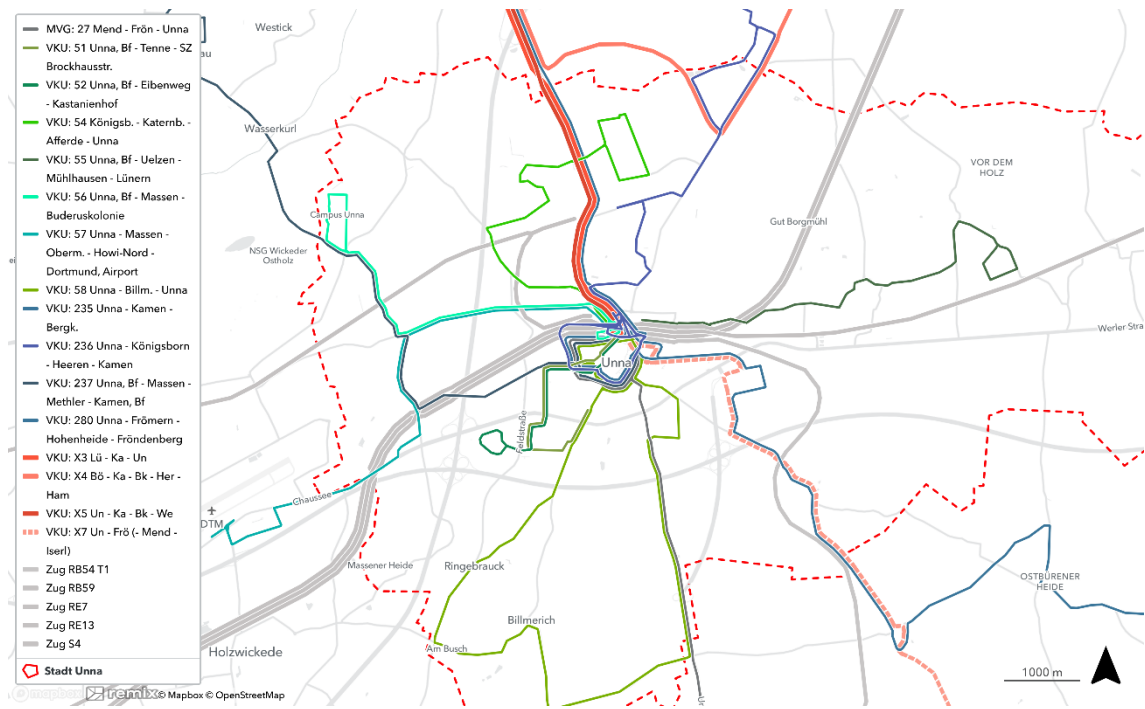 MVG: 27 Mend - Frön - Unna
VKU: 51 Unna, Bf - Tenne - SZ
Brockhausstr.
VKU: 52 Unna, Bf - Eibenweg
- Kastanienhof
VKU: 54 Königsb. - Katernb. -
Afferde - Unna
VKU: 55 Unna, Bf - Uelzen -
Mühlhausen - Lünern
VKU: 56 Unna, Bf - Massen -
Buderuskolonie
VKU: 57 Unna - Massen -
Oberm. - Howi-Nord -
Dortmund, Airport
VKU: 58 Unna - Billm. - Unna
VKU: 235 Unna - Kamen -
Bergk.
VKU: 236 Unna - Königsborn
- Heeren - Kamen
VKU: 237 Unna, Bf - Massen -
Methler - Kamen, Bf
VKU: 280 Unna - Frömern -
Hohenheide - Fröndenberg
VKU: X3 Lü - Ka - Un
VKU: X4 Bö - Ka - Bk - Her -
Ham
VKU: X5 Un - Ka - Bk - We
VKU: X7 Un - Frö (- Mend -
Iserl)
Zug RB54 T1
Zug RB59
Zug RE7
Zug RE13
Zug S4
Stadt Unna
mapbox remix © Mapbox © OpenStreetMap
Westick
Wasserkurl
Campus Unna
NSG Wickeder
Ostholz
VOR DEM
HOLZ
Gut Borgmühl
Werler Stra
Unna
Feldstraße
Chaussee
DTM
Massener Heide
Ringebrauck
Billmerich
Am Busch
Holzwickede
OSTBÜRENER
HEIDE
1000 m